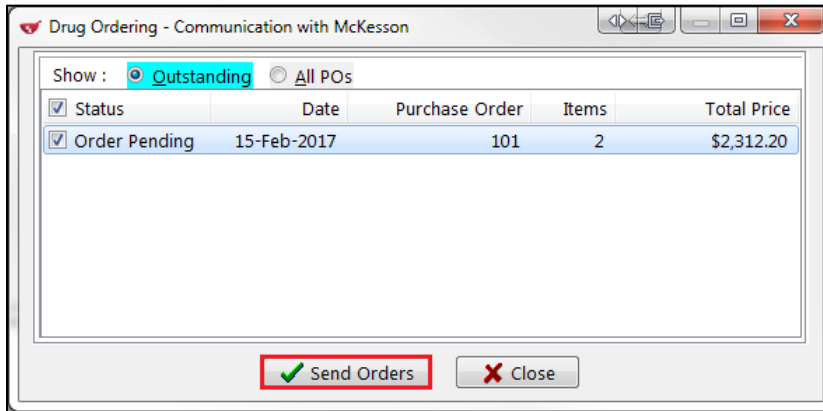 Drug Ordering - Communication with McKesson
Show : Outstanding All POs
Status Date Purchase Order Items Total Price
Order Pending 15-Feb-2017 101 2 $2,312.20
Send Orders Close